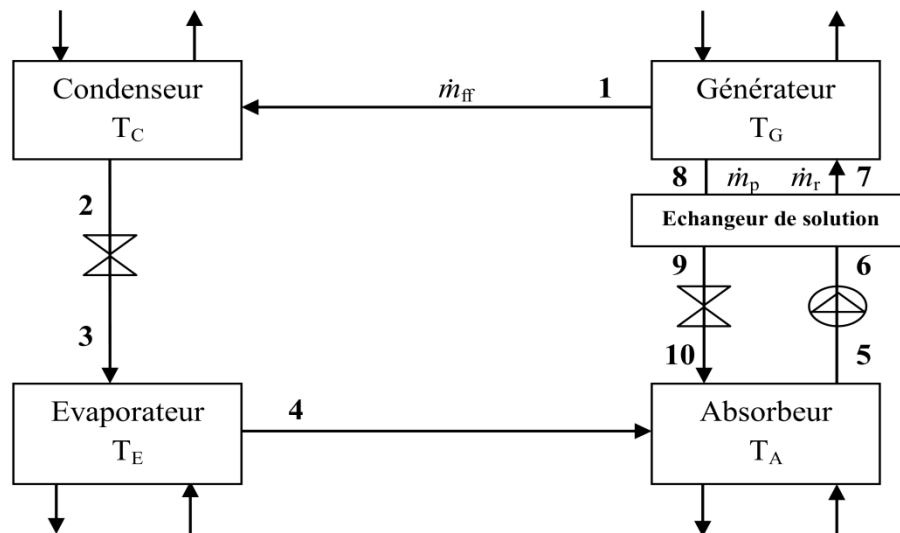 Condenseur
T_C
ṁ_ff
1
Générateur
T_G
2
8
ṁ_p
ṁ_r
7
Echangeur de solution
9
6
3
10
5
Evaporateur
T_E
4
Absorbeur
T_A